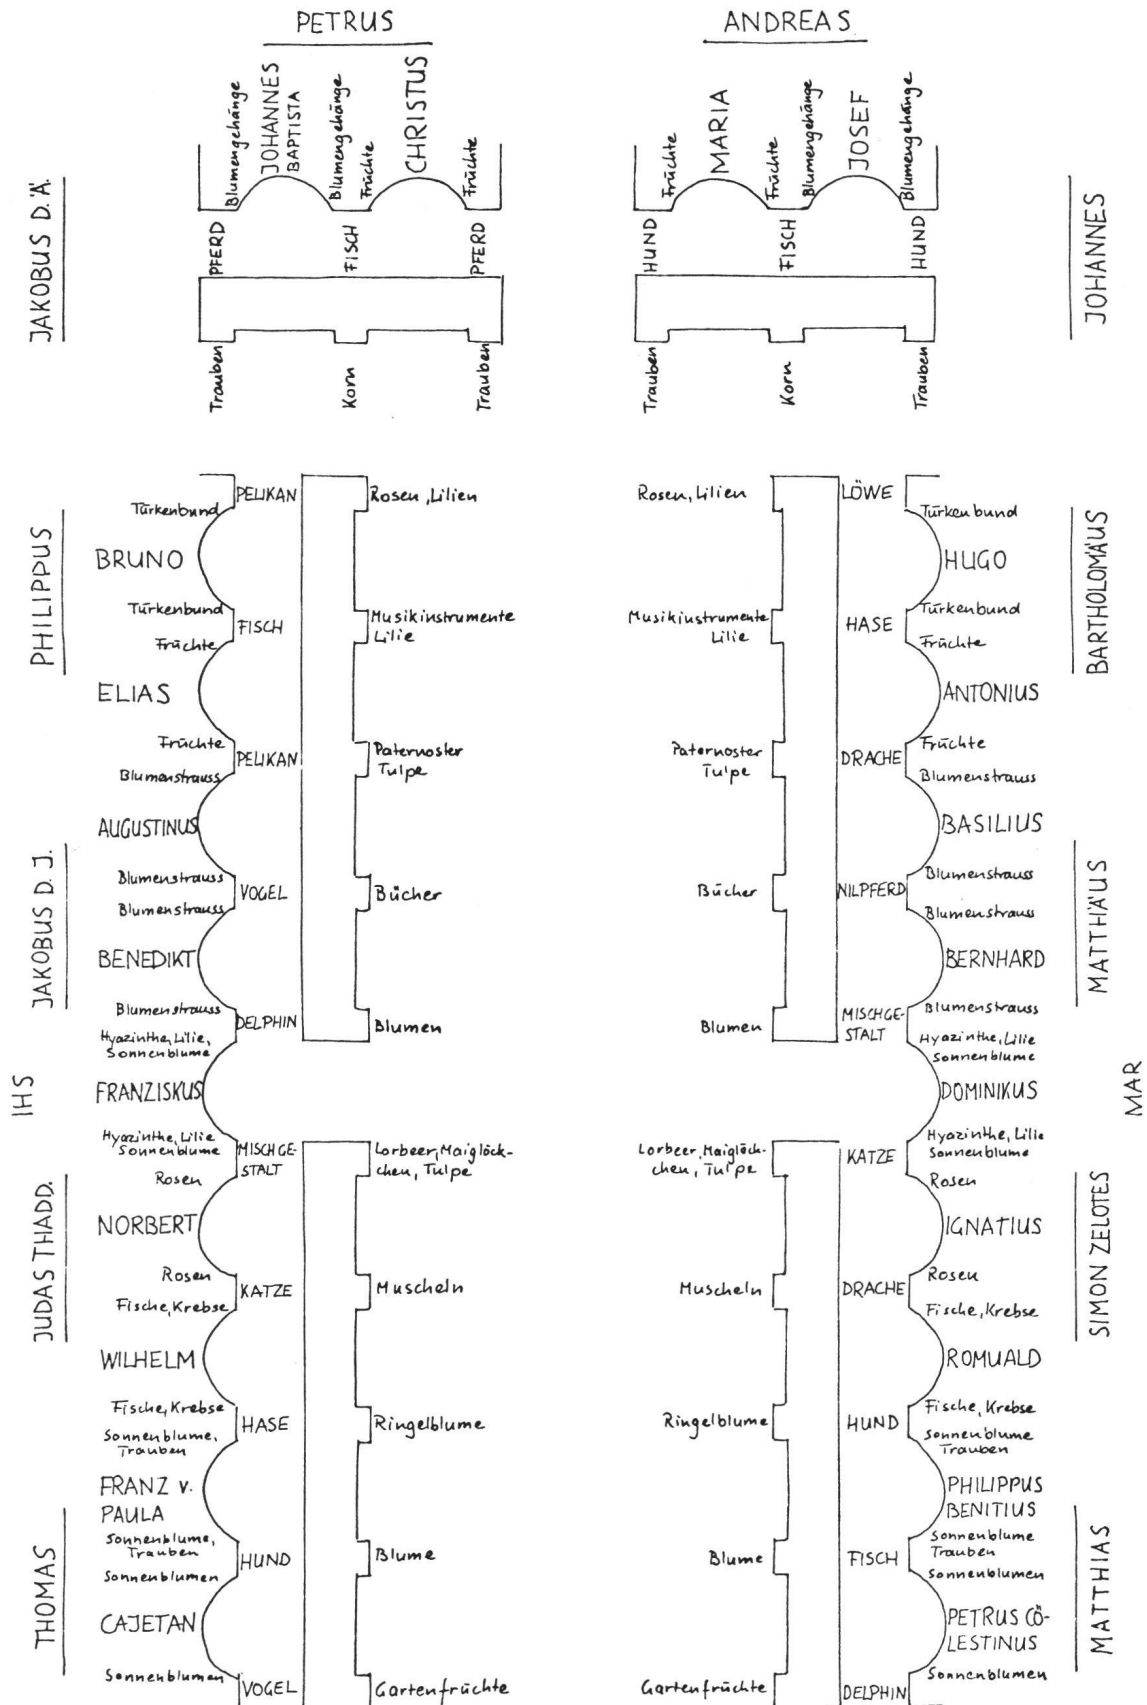 PETRUS
ANDREAS
Blumengehänge
JOHANNES
BAPTISTA
Blumengehänge
Früchte
CHRISTUS
Früchte
Früchte
MARIA
Früchte
Blumengehänge
JOSEF
Blumengehänge
JAKOBUS D.Ä.
PFERD
FISCH
PFERD
HUND
FISCH
HUND
JOHANNES
Trauben
Korn
Trauben
Trauben
Korn
Trauben
PHILIPPUS
PELIKAN
Rosen, Lilien
Türkenbund
BRUNO
Türkenbund
FISCH
Musikinstrumente
Lilie
Früchte
ELIAS
Früchte
PELIKAN
Paternoster
Tulpe
Blumenstrauss
AUGUSTINUS
JAKOBUS D. J.
Blumenstrauss
VOGEL
Bücher
Blumenstrauss
BENEDIKT
Blumenstrauss
DELPHIN
Blumen
Hyazinthe, Lilie,
Sonnenblume
IHS
FRANZISKUS
Hyazinthe, Lilie
Sonnenblume
MISCHGE-
STALT
Lorbeer, Maiglöck-
chen, Tulpe
Rosen
JUDAS THADD.
NORBERT
Rosen
KATZE
Muscheln
Fische, Krebse
WILHELM
Fische, Krebse
HASE
Ringelblume
Sonnenblume,
Trauben
FRANZ v.
PAULA
THOMAS
Sonnenblume,
Trauben
HUND
Blume
Sonnenblumen
CAJETAN
Sonnenblumen
VOGEL
Gartenfrüchte
Rosen, Lilien
LÖWE
Türkenbund
BARTHOLOMÄUS
HUGO
Musikinstrumente
Lilie
HASE
Türkenbund
Früchte
ANTONIUS
Paternoster
Tulpe
DRACHE
Früchte
Blumenstrauss
BASILIUS
MATTHÄUS
Bücher
NILPFERD
Blumenstrauss
Blumenstrauss
BERNHARD
Blumen
MISCHGE-
STALT
Blumenstrauss
Hyazinthe, Lilie
Sonnenblume
DOMINIKUS
MAR
Lorbeer, Maiglöck-
chen, Tulpe
KATZE
Hyazinthe, Lilie
Sonnenblume
Rosen
IGNATIUS
SIMON ZELOTES
Muscheln
DRACHE
Rosen
Fische, Krebse
ROMUALD
Ringelblume
HUND
Fische, Krebse
Sonnenblume
Trauben
PHILIPPUS
BENITIUS
MATTHIAS
Blume
FISCH
Sonnenblume
Trauben
Sonnenblumen
PETRUS CÖ-
LESTINUS
Gartenfrüchte
DELPHIN
Sonnenblumen